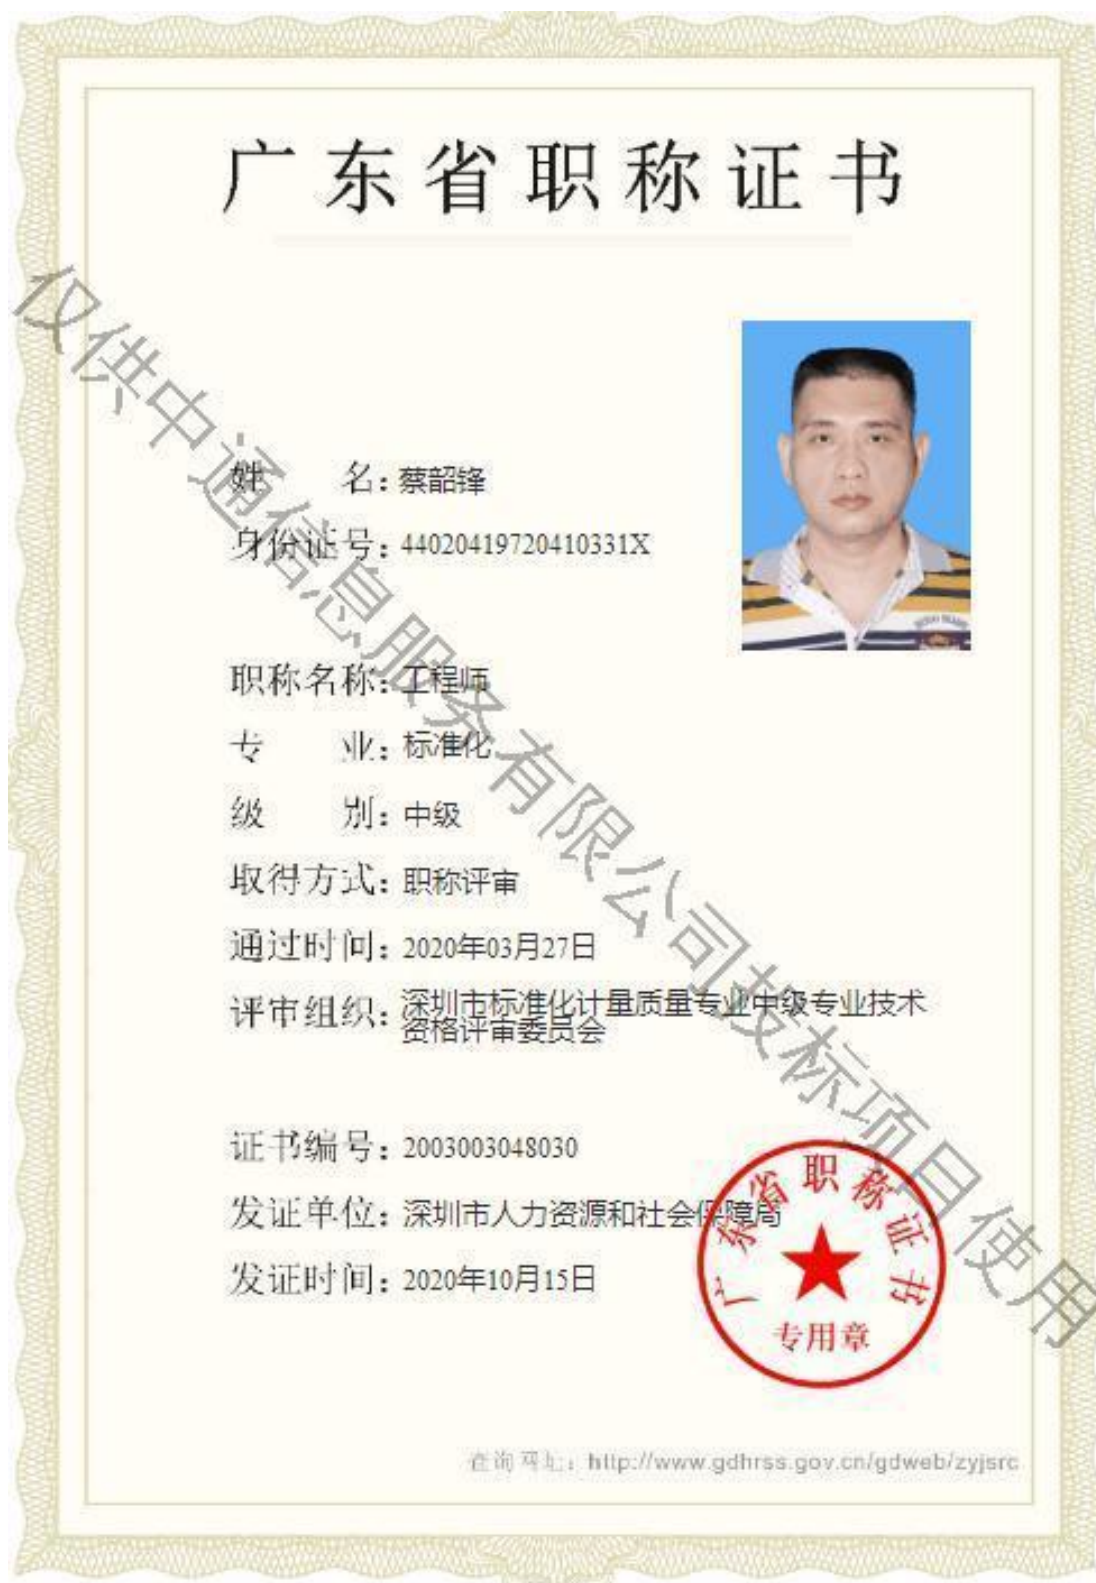 广东省职称证书
姓 名：蔡韶锋
身份证号：44020419720410331X
职称名称：工程师
专 业：标准化
级 别：中级
取得方式：职称评审
通过时间：2020年03月27日
评审组织：深圳市标准化计量质量专业中级专业技术
资格评审委员会
证书编号：2003003048030
发证单位：深圳市人力资源和社会保障局
发证时间：2020年10月15日
广东省职称证书
专用章
查询网址：http://www.gdhrss.gov.cn/gdweb/zyjsrc
仅供中通信息服务有限公司投标项目使用